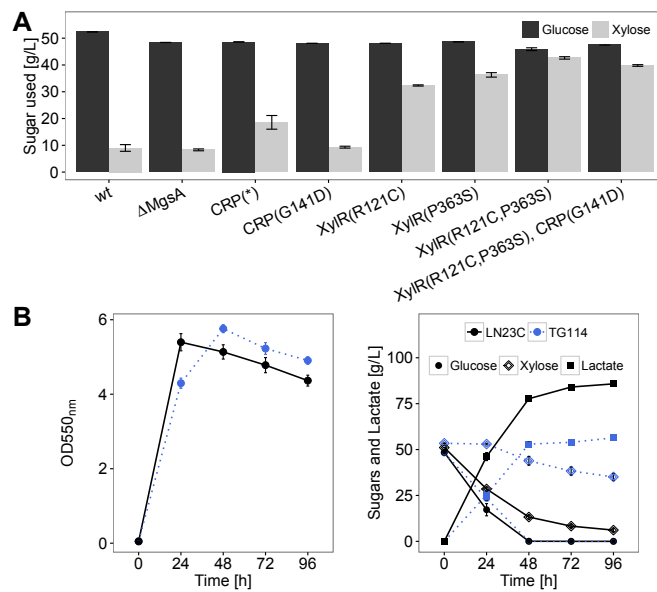 A
Glucose
Xylose
Sugar used [g/L]
50
40
30
20
10
0
wt
ΔMgsA
CRP(*)
CRP(G141D)
XylR(R121C)
XylR(P363S)
XylR(R121C,P363S)
XylR(R121C,P363S), CRP(G141D)
B
LN23C
TG114
Glucose
Xylose
Lactate
OD550nm
6
4
2
0
0
24
48
72
96
Time [h]
Sugars and Lactate [g/L]
100
75
50
25
0
0
24
48
72
96
Time [h]